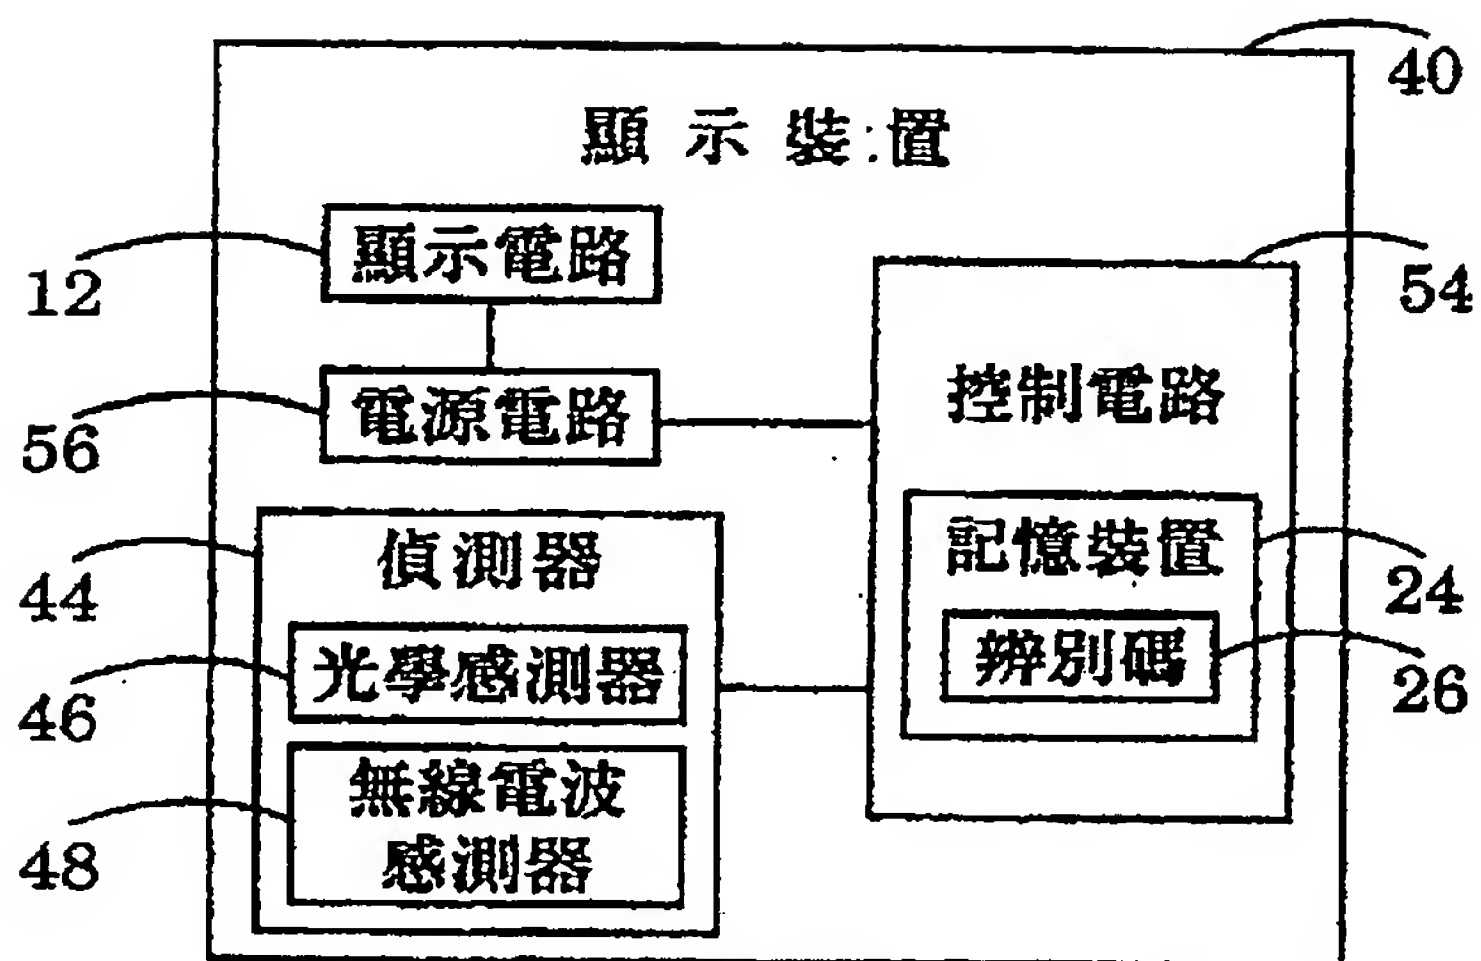 40
顯示裝置
12
顯示電路
54
56
電源電路
控制電路
44
偵測器
記憶裝置
24
46
光學感測器
辨別碼
26
48
無線電波
感測器